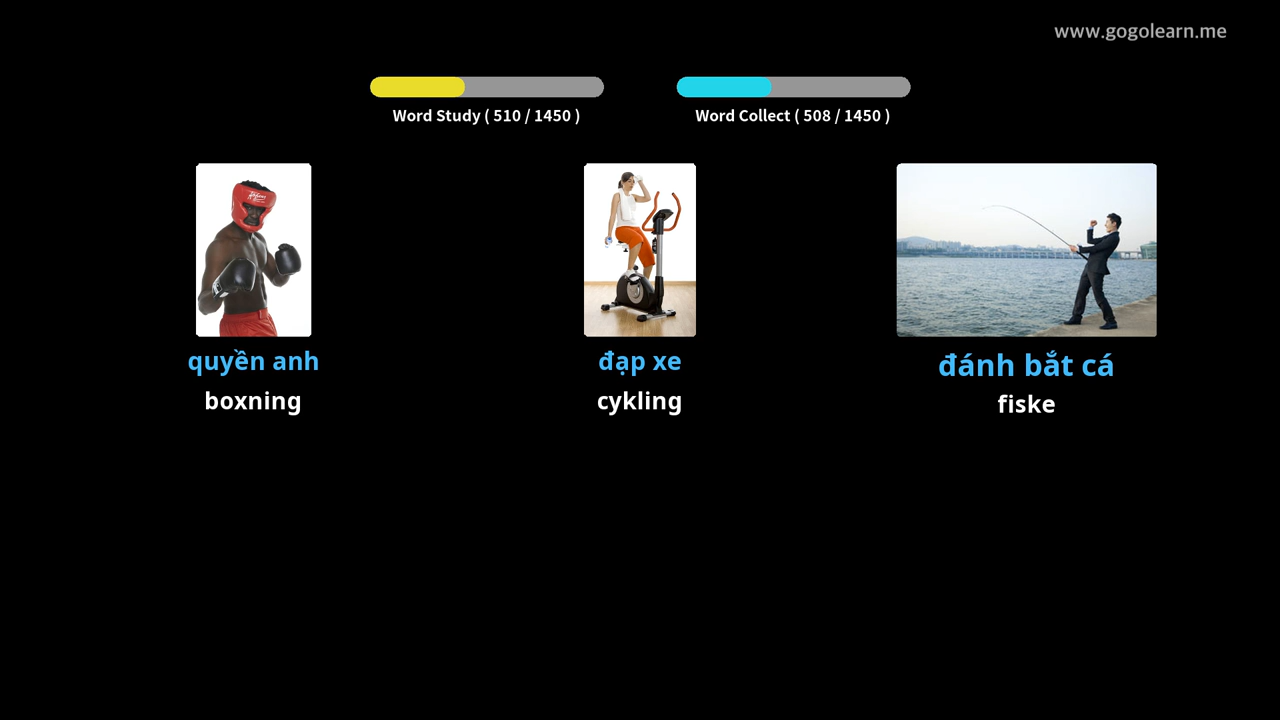 www.gogolearn.me
Word Study ( 510 / 1450 )
Word Collect ( 508 / 1450 )
quyền anh
đạp xe
đánh bắt cá
boxning
cykling
fiske